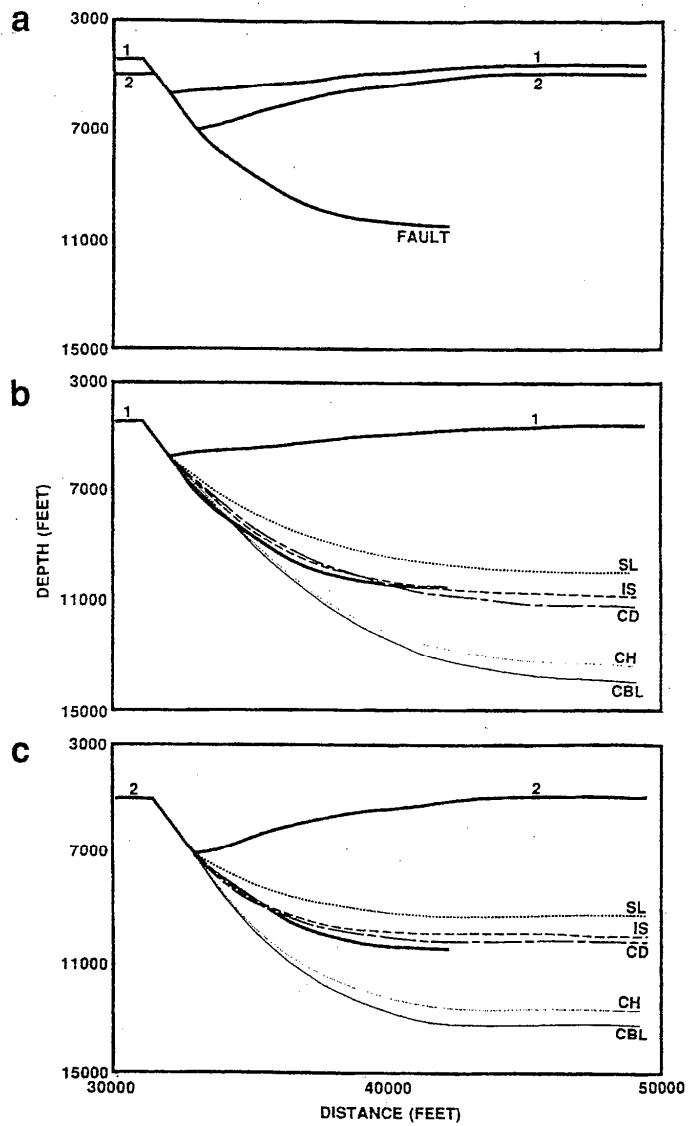 a
3000
1
1
2
2
7000
11000
FAULT
15000
b
3000
1
1
7000
SL
IS
11000
CD
CH
CBL
15000
DEPTH (FEET)
c
3000
2
2
7000
SL
IS
CD
11000
CH
CBL
15000
30000
40000
50000
DISTANCE (FEET)